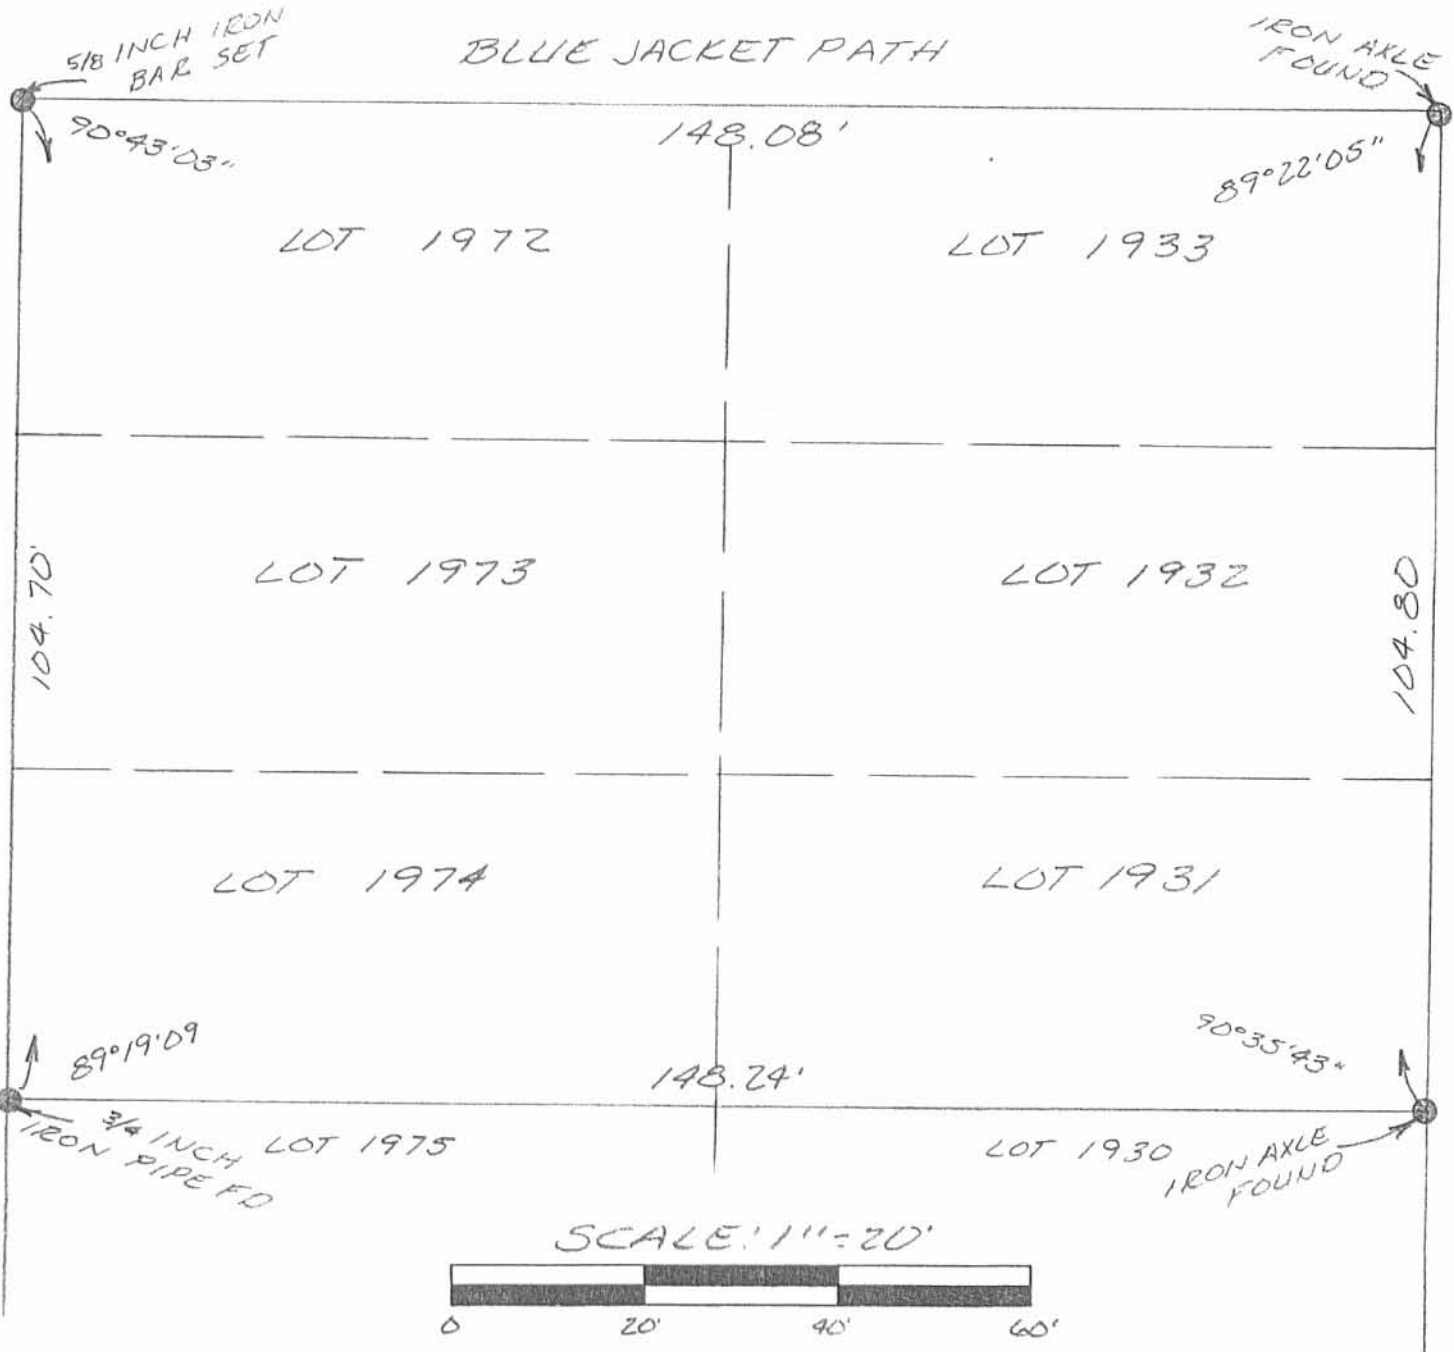 5/8 INCH IRON
BAR SET
BLUE JACKET PATH
IRON AXLE
FOUND
90°43'03"
148.08'
89°22'05"
LOT 1972
LOT 1933
104.70'
LOT 1973
LOT 1932
104.80
LOT 1974
LOT 1931
89°19'09
148.24'
90°35'43"
3/4 INCH
IRON PIPE FD
LOT 1975
LOT 1930
IRON AXLE
FOUND
SCALE: 1"=20'
0 20' 40' 60'